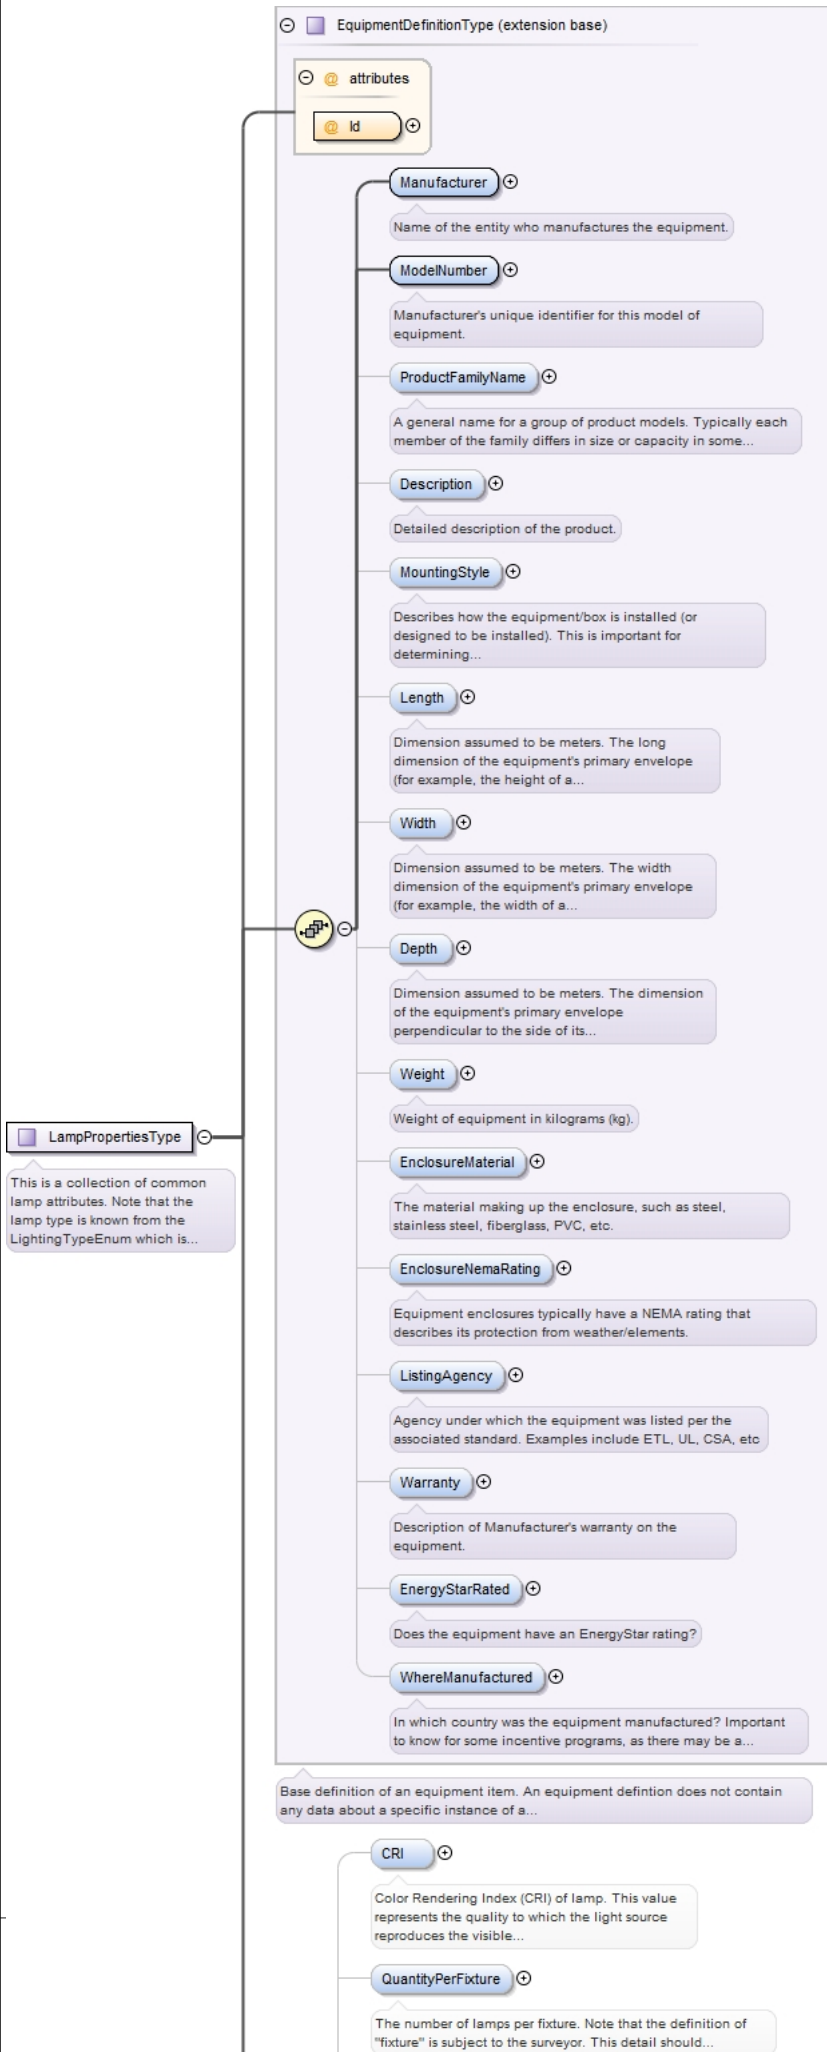 EquipmentDefinitionType (extension base)
@ attributes
@ Id
Manufacturer
Name of the entity who manufactures the equipment.
ModelNumber
Manufacturer's unique identifier for this model of
equipment.
ProductFamilyName
A general name for a group of product models. Typically each
member of the family differs in size or capacity in some...
Description
Detailed description of the product.
MountingStyle
Describes how the equipment/box is installed (or
designed to be installed). This is important for
determining...
Length
Dimension assumed to be meters. The long
dimension of the equipment's primary envelope
(for example, the height of a...
Width
Dimension assumed to be meters. The width
dimension of the equipment's primary envelope
(for example, the width of a...
Depth
Dimension assumed to be meters. The dimension
of the equipment's primary envelope
perpendicular to the side of its...
Weight
Weight of equipment in kilograms (kg).
LampPropertiesType
This is a collection of common
lamp attributes. Note that the
lamp type is known from the
LightingTypeEnum which is...
EnclosureMaterial
The material making up the enclosure, such as steel,
stainless steel, fiberglass, PVC, etc.
EnclosureNemaRating
Equipment enclosures typically have a NEMA rating that
describes its protection from weather/elements.
ListingAgency
Agency under which the equipment was listed per the
associated standard. Examples include ETL, UL, CSA, etc
Warranty
Description of Manufacturer's warranty on the
equipment.
EnergyStarRated
Does the equipment have an EnergyStar rating?
WhereManufactured
In which country was the equipment manufactured? Important
to know for some incentive programs, as there may be a...
Base definition of an equipment item. An equipment defintion does not contain
any data about a specific instance of a...
CRI
Color Rendering Index (CRI) of lamp. This value
represents the quality to which the light source
reproduces the visible...
QuantityPerFixture
The number of lamps per fixture. Note that the definition of
"fixture" is subject to the surveyor. This detail should...